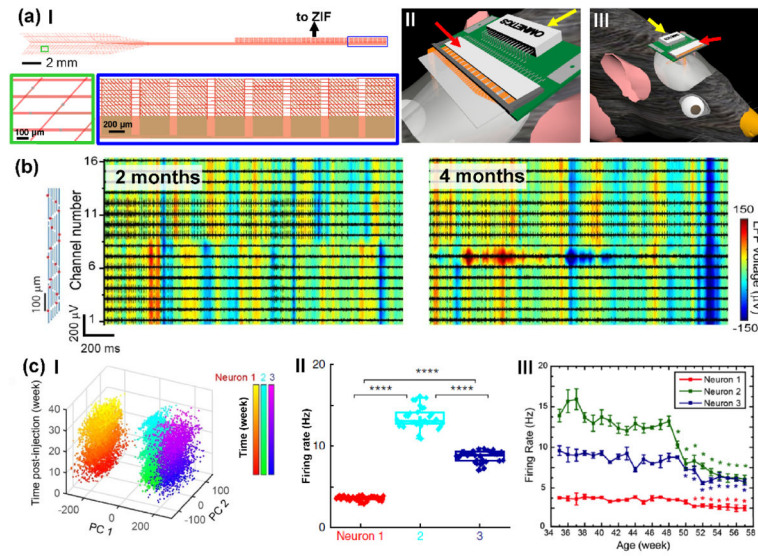 (a) I
to ZIF
2 mm
100 µm
200 µm
II
OMNETICS
III
(b)
100 µm
Channel number
16
11
6
1
200 µV
200 ms
2 months
4 months
150
LFP Voltage (µV)
-150
(c) I
Time post-Injection (week)
40
30
20
10
0
-200
0
200
PC 1
-100
0
100
PC 2
Neuron 1 2 3
Time (week)
II
Firing rate (Hz)
20
15
10
5
0
****
**** ****
Neuron 1 2 3
III
Firing Rate (Hz)
20
15
10
5
0
Neuron 1
Neuron 2
Neuron 3
34 36 38 40 42 44 46 48 50 52 54 56 58
Age (week)